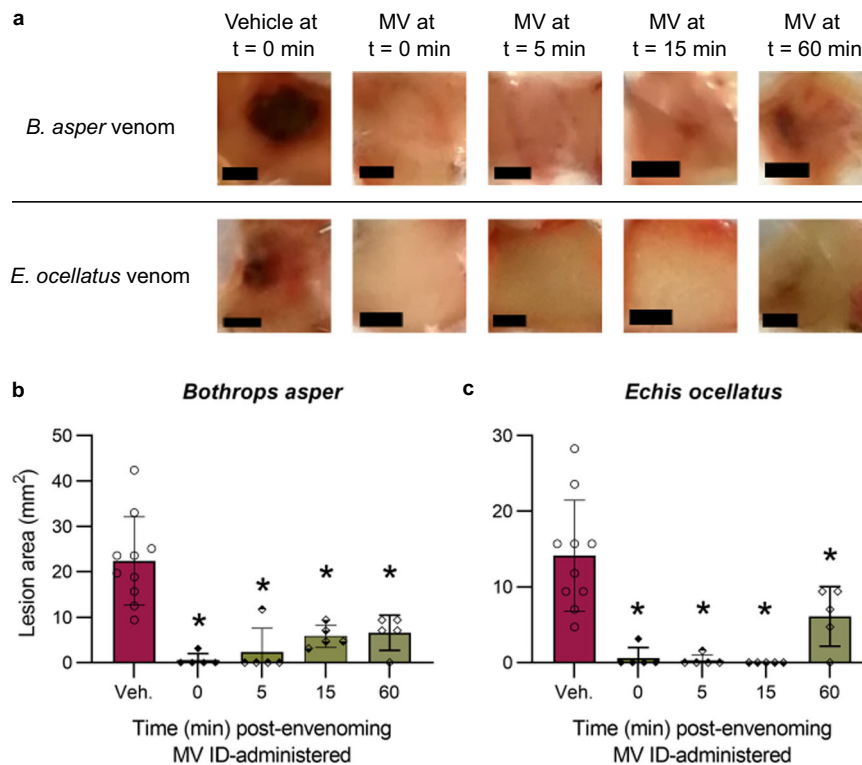 a
Vehicle at
t = 0 min
MV at
t = 0 min
MV at
t = 5 min
MV at
t = 15 min
MV at
t = 60 min
B. asper venom
E. ocellatus venom
b
Bothrops asper
Lesion area (mm²)
50
40
30
20
10
0
*
*
*
*
Veh.
0
5
15
60
Time (min) post-envenoming
MV ID-administered
c
Echis ocellatus
30
20
10
0
*
*
*
*
Veh.
0
5
15
60
Time (min) post-envenoming
MV ID-administered